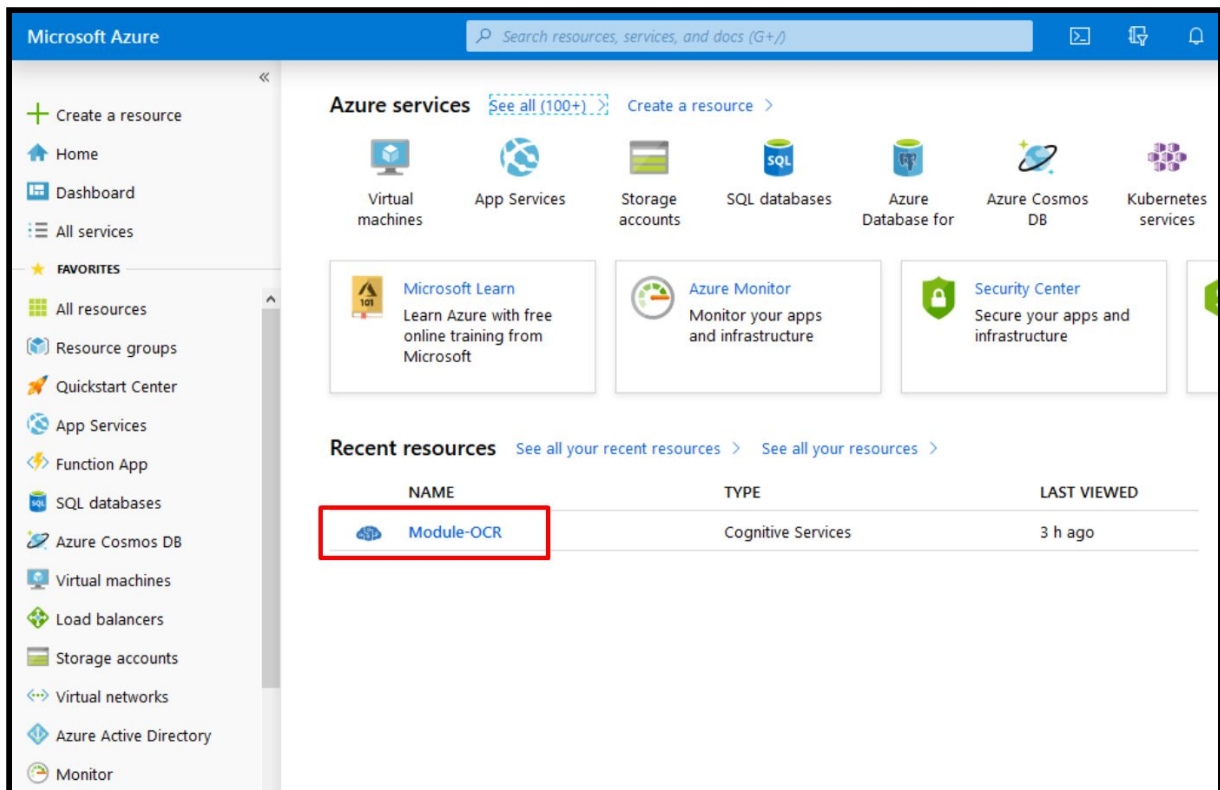 Microsoft Azure
Search resources, services, and docs (G+/)
«
Create a resource
Home
Dashboard
All services
FAVORITES
All resources
Resource groups
Quickstart Center
App Services
Function App
SQL databases
Azure Cosmos DB
Virtual machines
Load balancers
Storage accounts
Virtual networks
Azure Active Directory
Monitor
Azure services See all (100+) > Create a resource >
Virtual
machines
App Services
Storage
accounts
SQL
SQL databases
Azure
Database for
Azure Cosmos
DB
Kubernetes
services
101
Microsoft Learn
Learn Azure with free
online training from
Microsoft
Azure Monitor
Monitor your apps
and infrastructure
Security Center
Secure your apps and
infrastructure
Recent resources See all your recent resources > See all your resources >
NAME TYPE LAST VIEWED
Module-OCR Cognitive Services 3 h ago